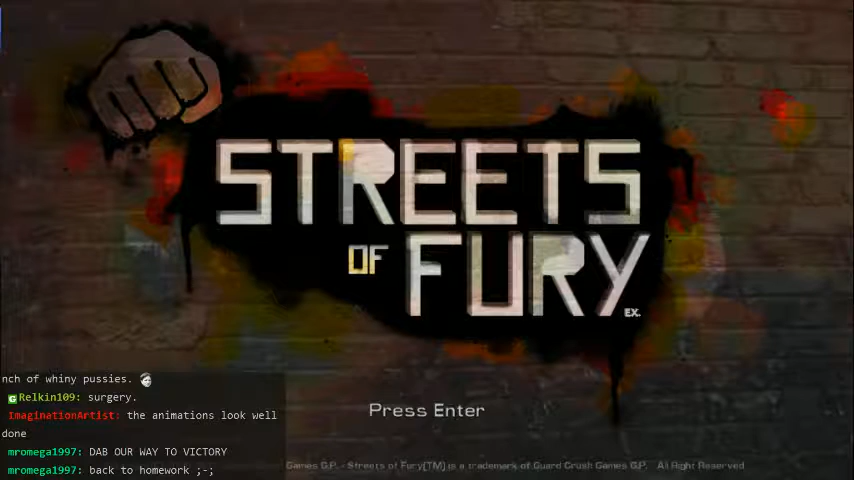 STREETS
OF FURY
EX.
Press Enter
Games G.P. - Streets of Fury[TM] is a trademark of Guard Crush Games G.P. All Right Reserved
nch of whiny pussies.
Relkin109: surgery.
ImaginationArtist: the animations look well
done
mromega1997: DAB OUR WAY TO VICTORY
mromega1997: back to homework ;-;